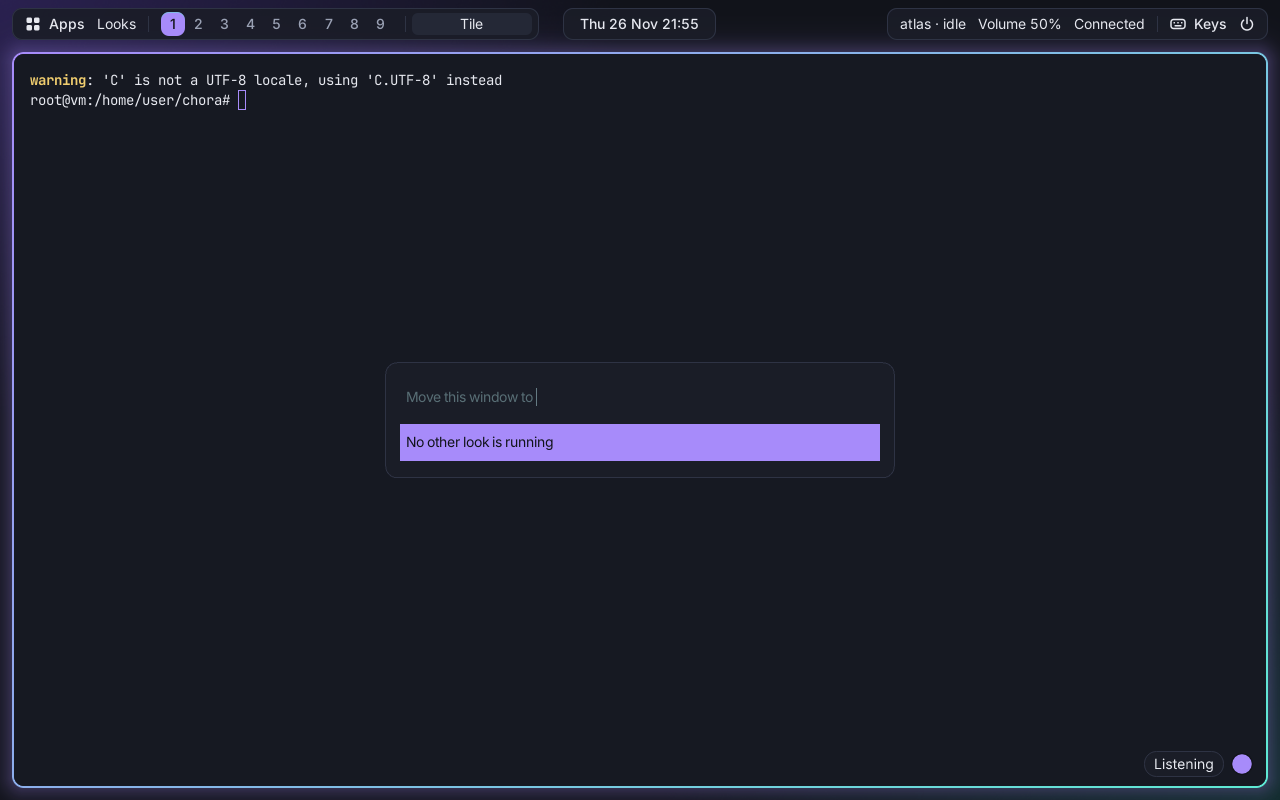 Apps Looks 1 2 3 4 5 6 7 8 9 Tile Thu 26 Nov 21:55 atlas · idle Volume 50% Connected Keys
warning: 'C' is not a UTF-8 locale, using 'C.UTF-8' instead
root@vm:/home/user/chora#
Move this window to
No other look is running
Listening